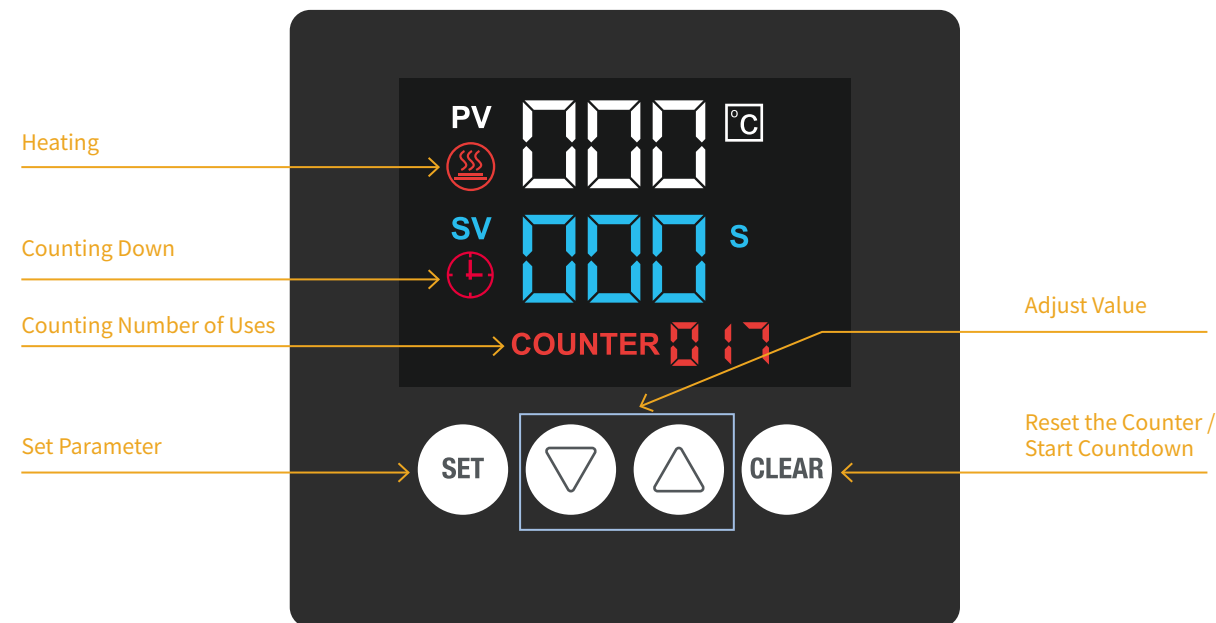 Heating
PV 000 °C
Counting Down
SV 000 S
Counting Number of Uses
COUNTER 017
Adjust Value
Set Parameter
SET
CLEAR
Reset the Counter /
Start Countdown